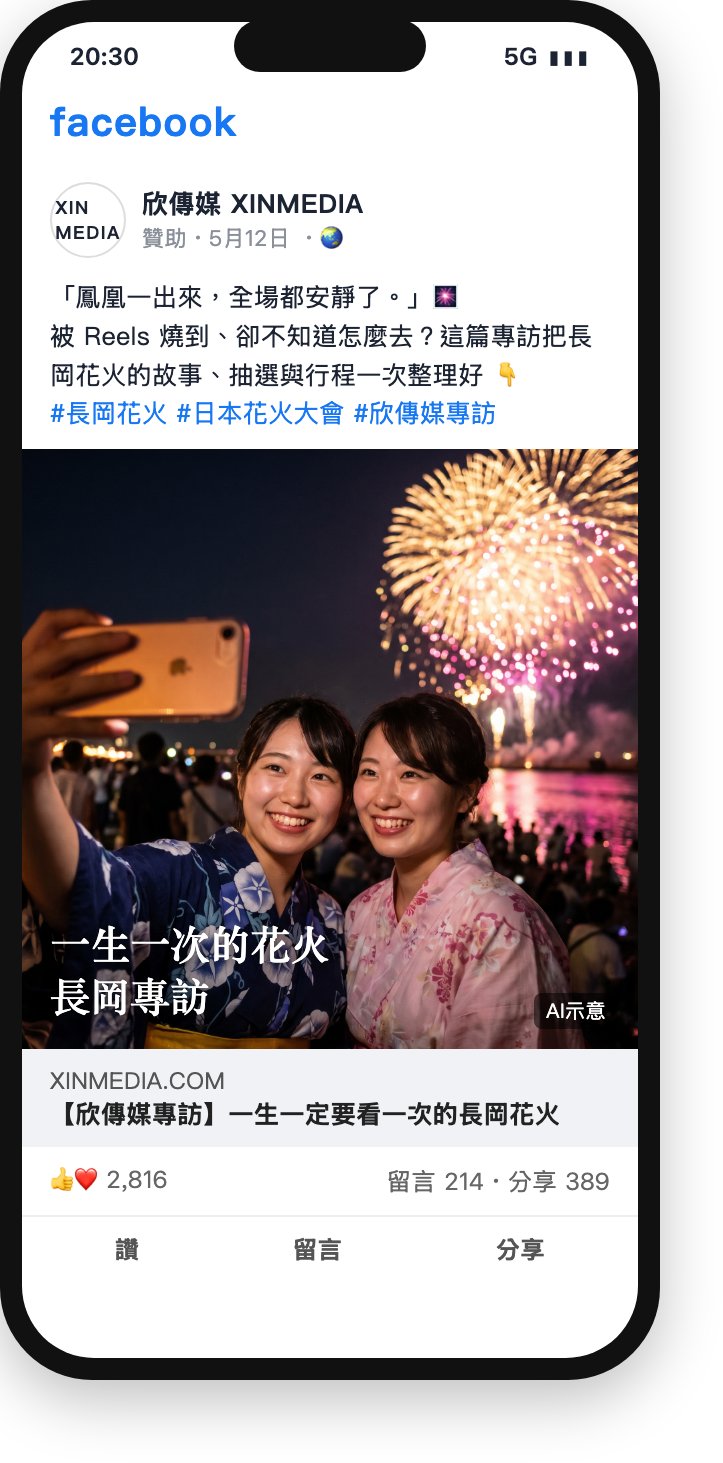 20:30
5G
facebook
XIN
MEDIA
欣傳媒 XINMEDIA
贊助・5月12日 ・🌏
「鳳凰一出來，全場都安靜了。」🎆
被 Reels 燒到、卻不知道怎麼去？這篇專訪把長
岡花火的故事、抽選與行程一次整理好 👇
#長岡花火 #日本花火大會 #欣傳媒專訪
一生一次的花火
長岡專訪
AI示意
XINMEDIA.COM
【欣傳媒專訪】一生一定要看一次的長岡花火
👍❤️ 2,816
留言 214・分享 389
讚
留言
分享